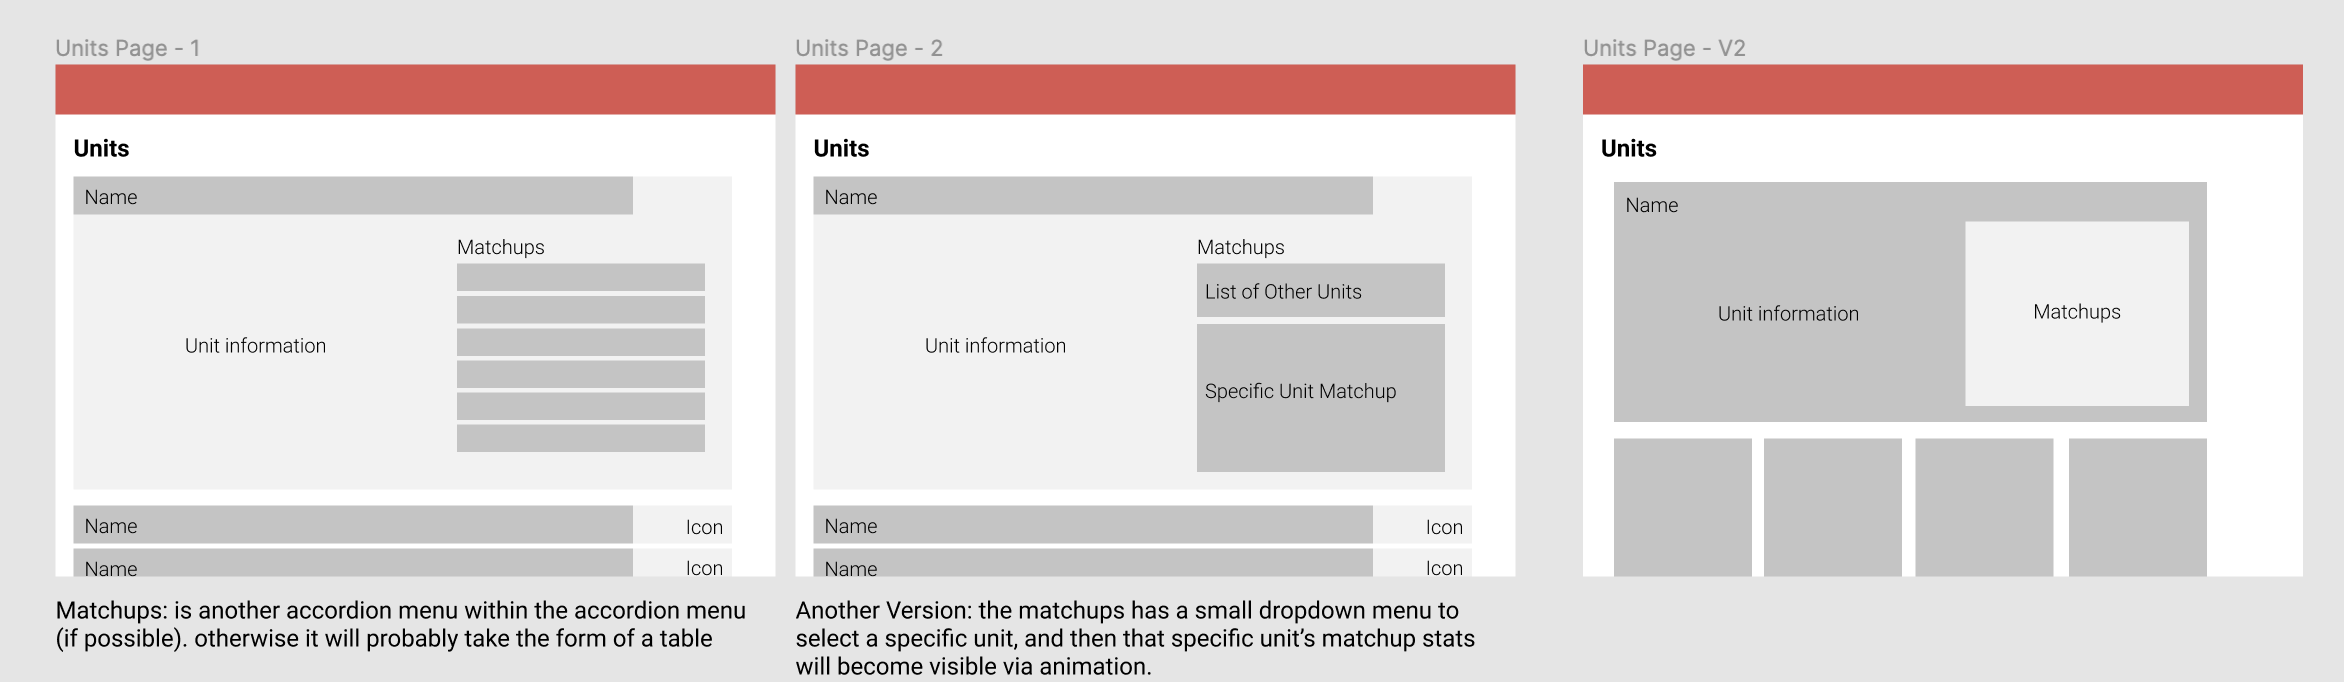 Units Page - 1
Units
Name
Matchups
Unit information
Name
Icon
Name
Icon
Matchups: is another accordion menu within the accordion menu
(if possible). otherwise it will probably take the form of a table
Units Page - 2
Units
Name
Matchups
List of Other Units
Unit information
Specific Unit Matchup
Name
Icon
Name
Icon
Another Version: the matchups has a small dropdown menu to
select a specific unit, and then that specific unit’s matchup stats
will become visible via animation.
Units Page - V2
Units
Name
Unit information
Matchups